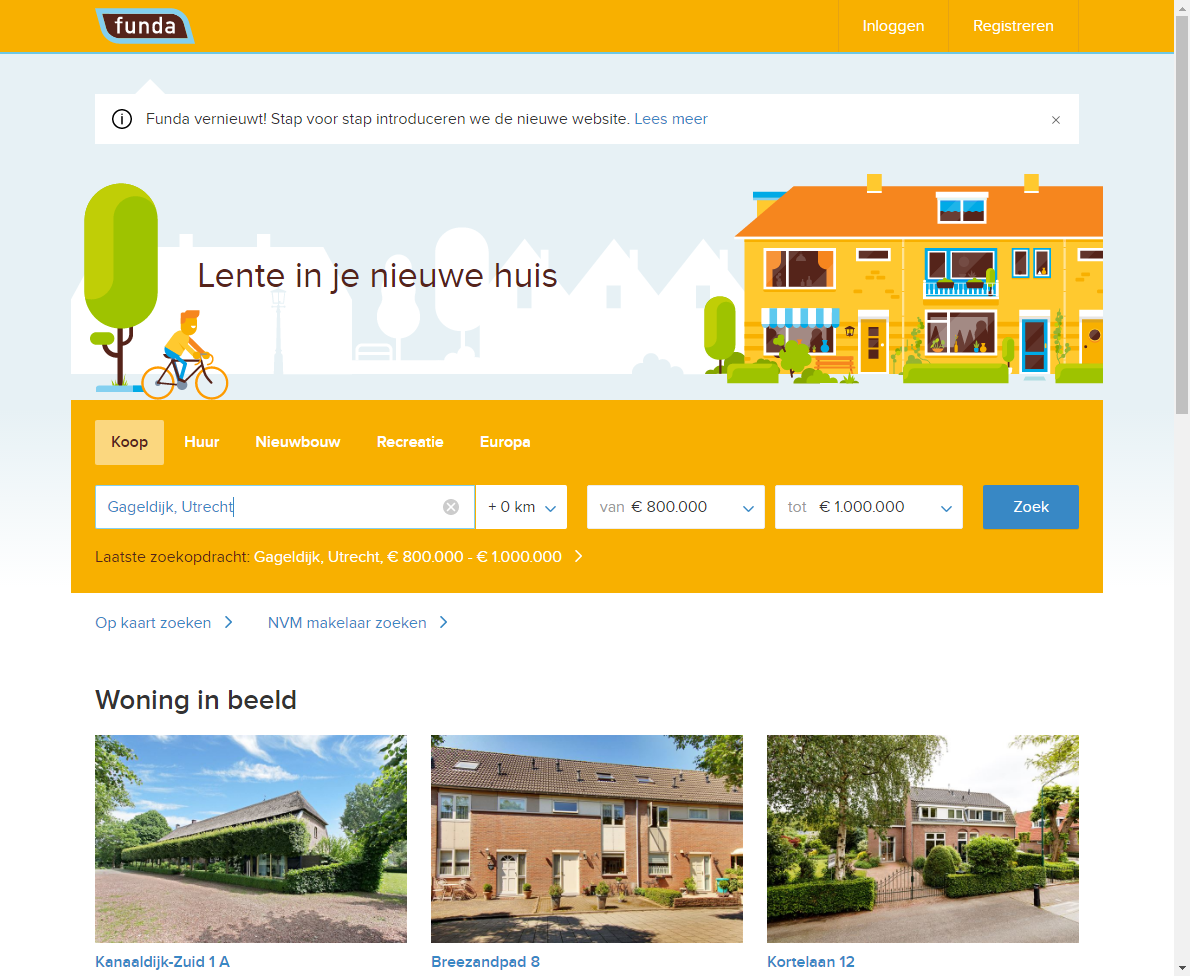 funda
Inloggen
Registreren
Funda vernieuwt! Stap voor stap introduceren we de nieuwe website. Lees meer
Lente in je nieuwe huis
Koop
Huur
Nieuwbouw
Recreatie
Europa
Gageldijk, Utrecht
+ 0 km
van € 800.000
tot € 1.000.000
Zoek
Laatste zoekopdracht: Gageldijk, Utrecht, € 800.000 - € 1.000.000
Op kaart zoeken
NVM makelaar zoeken
Woning in beeld
Kanaaldijk-Zuid 1 A
Breezandpad 8
Kortelaan 12